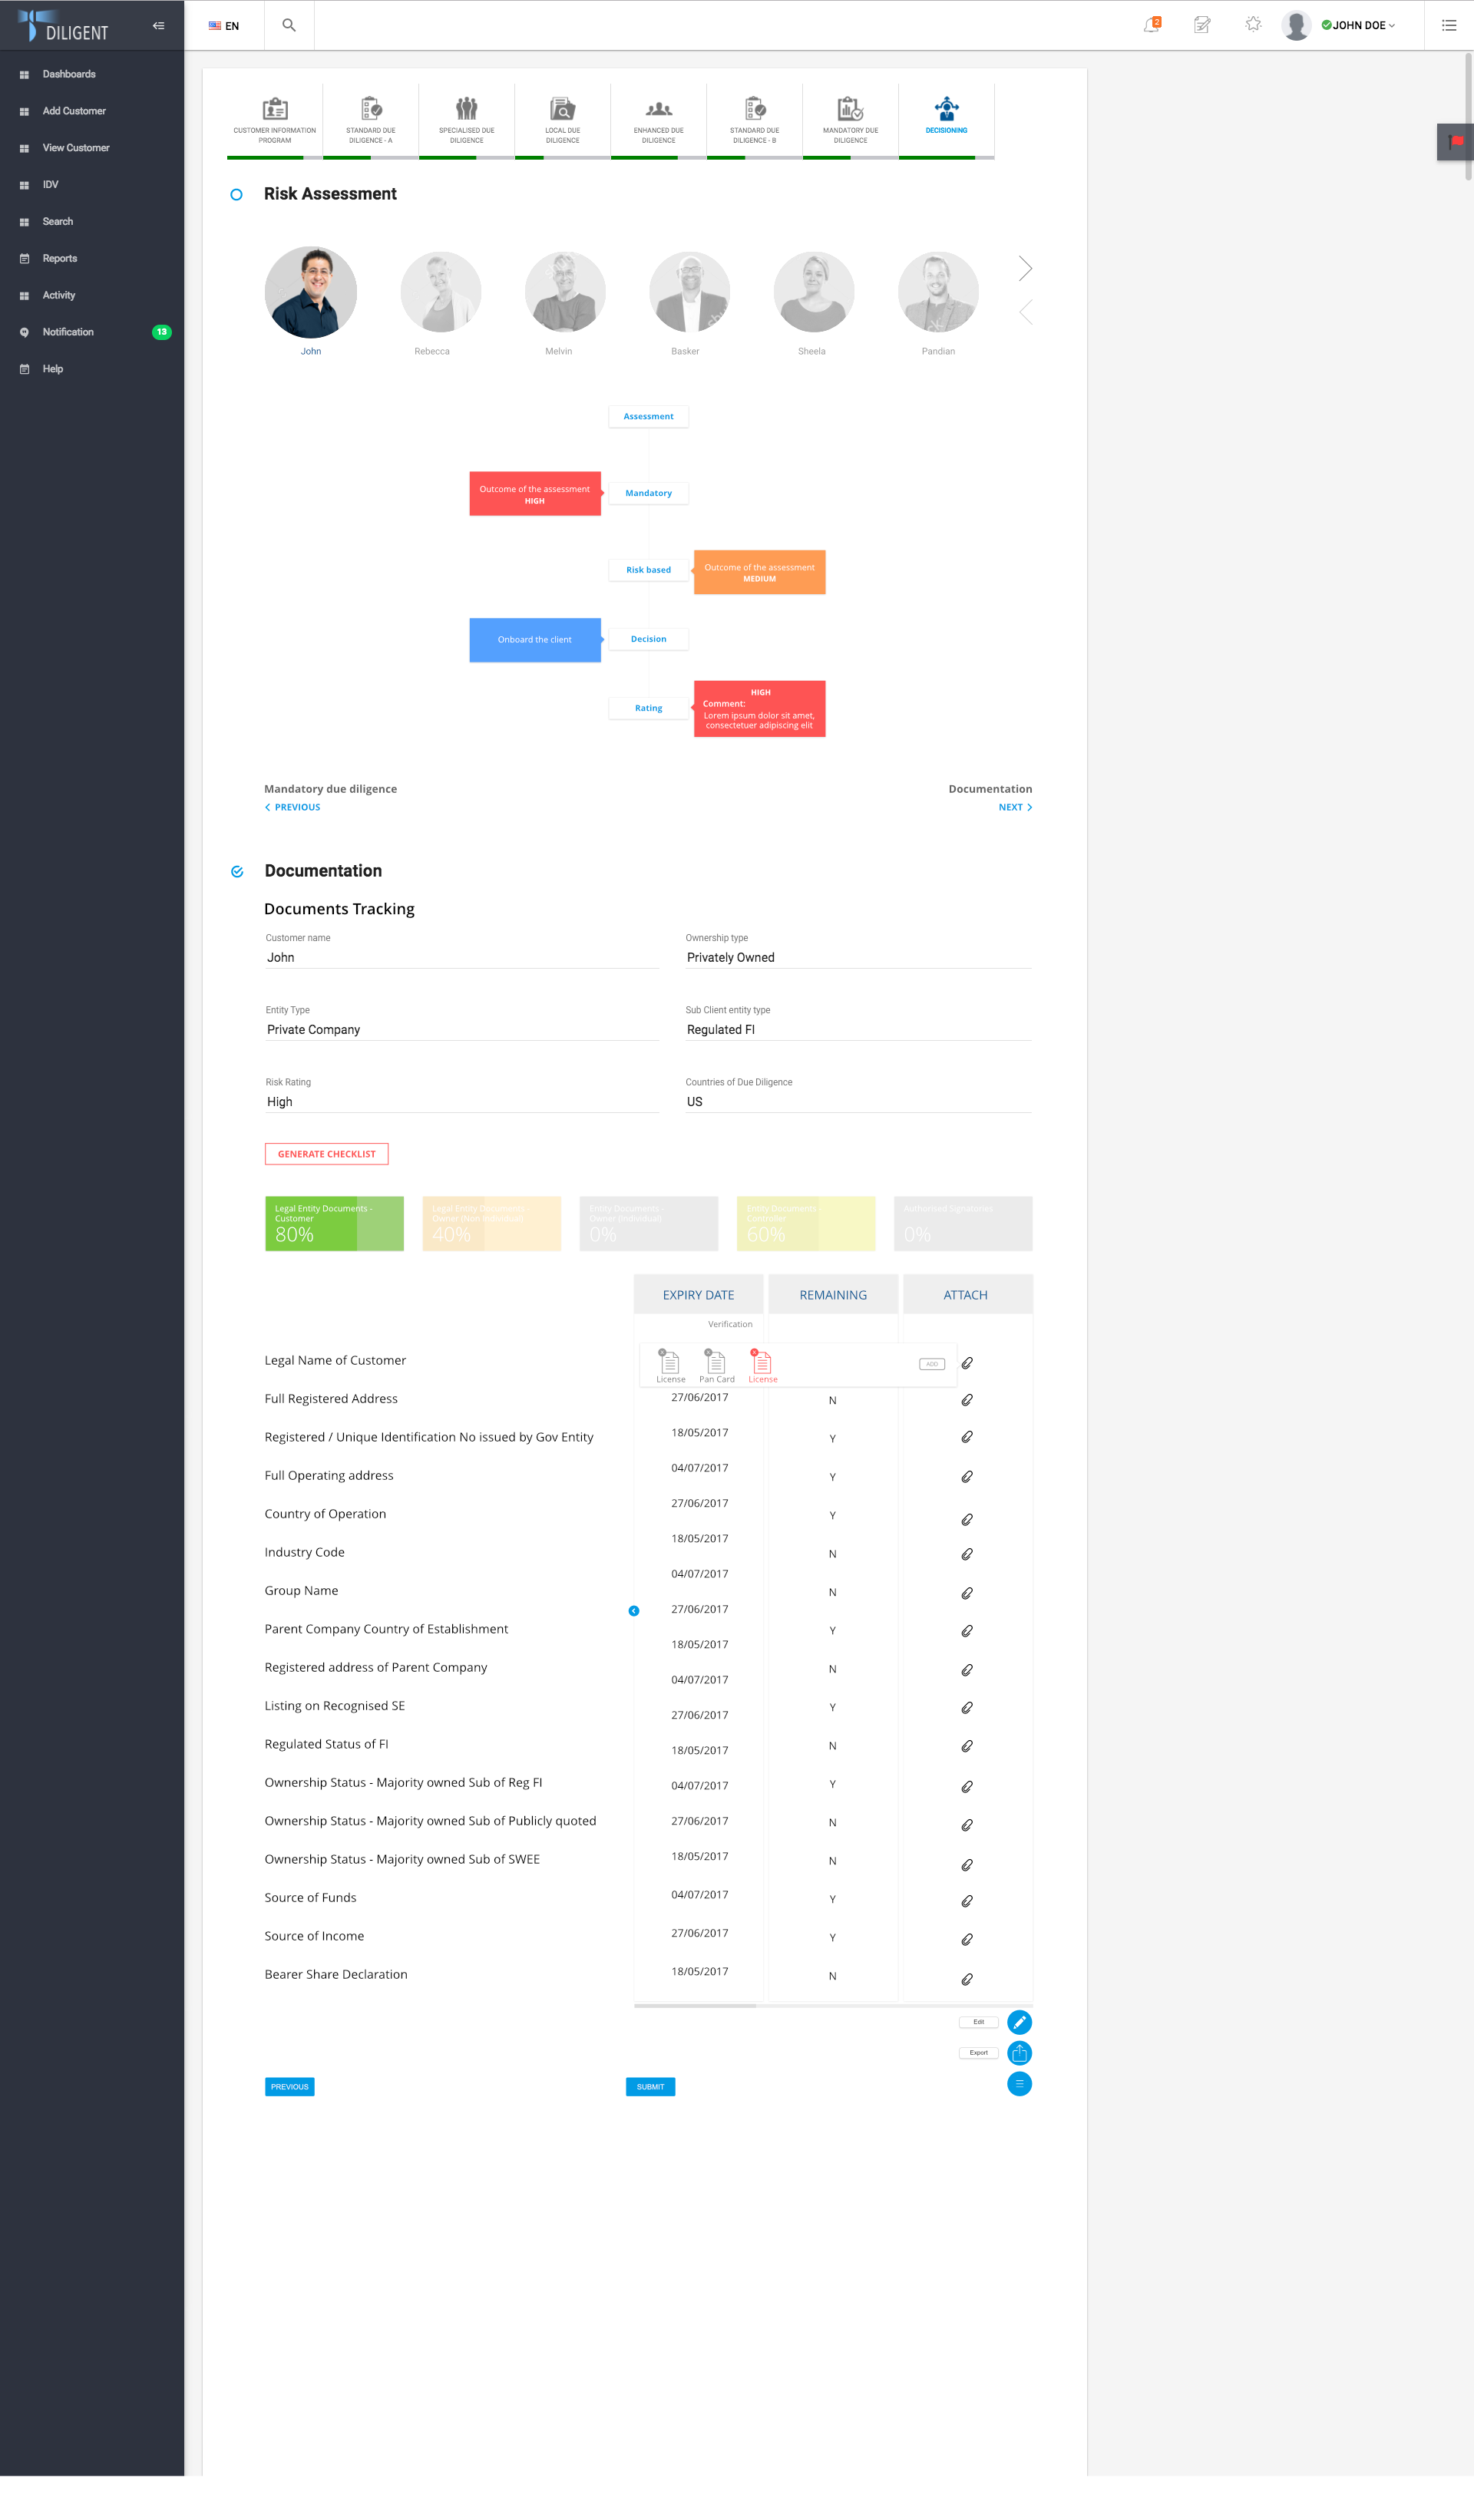 DILIGENT
EN
2
JOHN DOE
Dashboards
Add Customer
View Customer
IDV
Search
Reports
Activity
Notification 13
Help
CUSTOMER INFORMATION
PROGRAM
STANDARD DUE
DILIGENCE - A
SPECIALISED DUE
DILIGENCE
LOCAL DUE
DILIGENCE
ENHANCED DUE
DILIGENCE
STANDARD DUE
DILIGENCE - B
MANDATORY DUE
DILIGENCE
DECISIONING
Risk Assessment
John
Rebecca
Melvin
Basker
Sheela
Pandian
Assessment
Outcome of the assessment
HIGH
Mandatory
Risk based
Outcome of the assessment
MEDIUM
Onboard the client
Decision
Rating
HIGH
Comment:
Lorem ipsum dolor sit amet,
consectetuer adipiscing elit
Mandatory due diligence
PREVIOUS
Documentation
NEXT
Documentation
Documents Tracking
Customer name
John
Ownership type
Privately Owned
Entity Type
Private Company
Sub Client entity type
Regulated FI
Risk Rating
High
Countries of Due Diligence
US
GENERATE CHECKLIST
Legal Entity Documents -
Customer
80%
Legal Entity Documents -
Owner (Non Individual)
40%
Entity Documents -
Owner (Individual)
0%
Entity Documents
Controller
60%
Authorised Signatories
0%
EXPIRY DATE REMAINING ATTACH
Verification
Legal Name of Customer
License Pan Card License ADD
Full Registered Address 27/06/2017 N
Registered / Unique Identification No issued by Gov Entity 18/05/2017 Y
Full Operating address 04/07/2017 Y
Country of Operation 27/06/2017 Y
Industry Code 18/05/2017 N
Group Name 04/07/2017 N
Parent Company Country of Establishment 27/06/2017 Y
Registered address of Parent Company 18/05/2017 N
Listing on Recognised SE 04/07/2017 Y
Regulated Status of FI 27/06/2017 N
Ownership Status - Majority owned Sub of Reg FI 18/05/2017 Y
Ownership Status - Majority owned Sub of Publicly quoted 04/07/2017 N
Ownership Status - Majority owned Sub of SWEE 27/06/2017 N
18/05/2017
Source of Funds 04/07/2017 Y
Source of Income 27/06/2017 Y
Bearer Share Declaration 18/05/2017 N
Edit
Export
PREVIOUS
SUBMIT